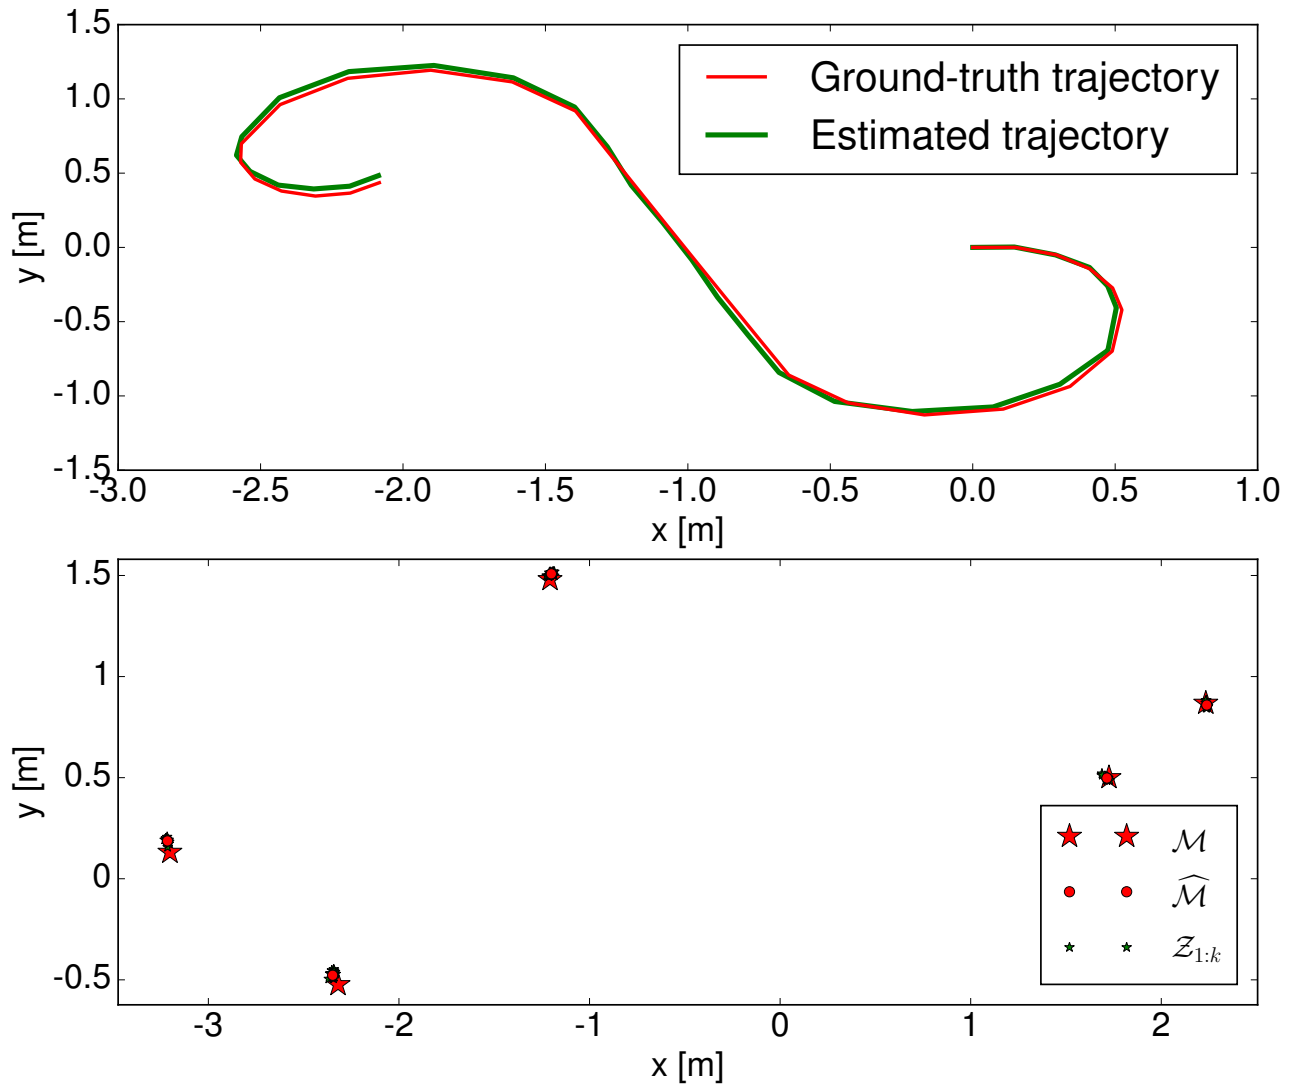 1.5
1.0
0.5
0.0
-0.5
-1.0
-1.5
y [m]
Ground-truth trajectory
Estimated trajectory
-3.0 -2.5 -2.0 -1.5 -1.0 -0.5 0.0 0.5 1.0
x [m]
1.5
1
0.5
0
-0.5
y [m]
ℳ
ℳ̂
𝒵₁:ₖ
-3 -2 -1 0 1 2
x [m]